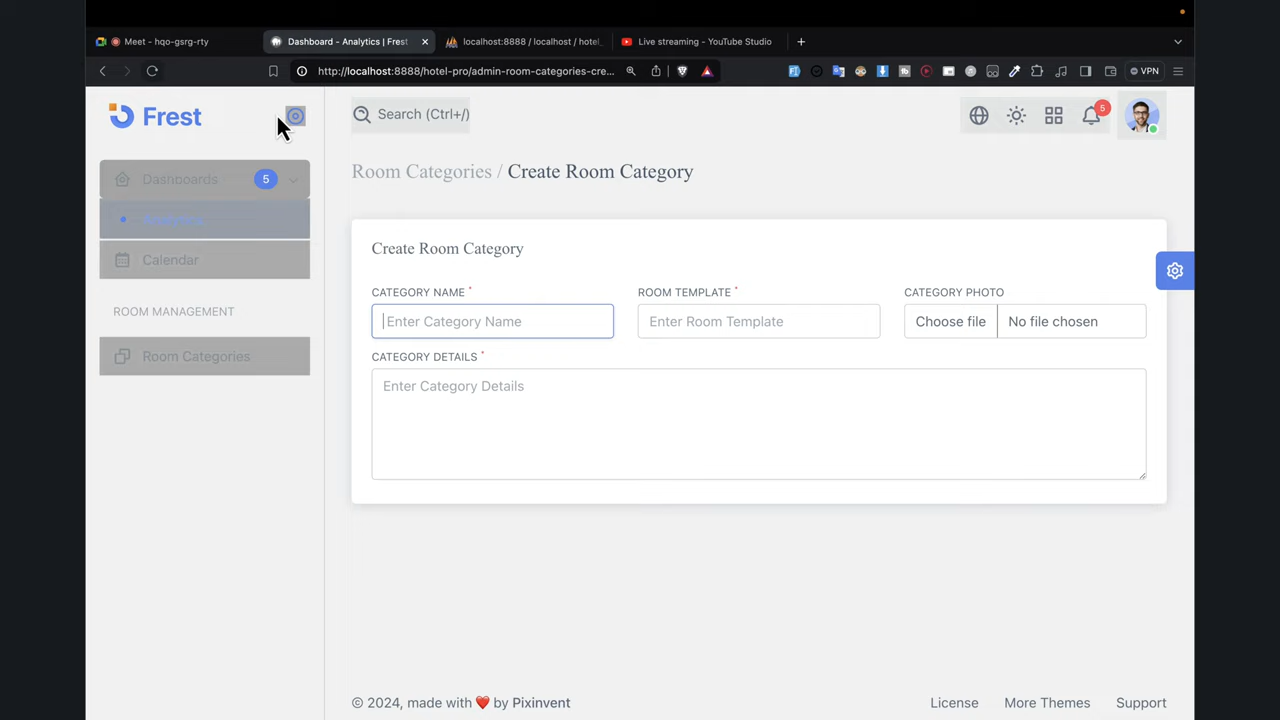 Meet - hqo-gsrg-rty
Dashboard - Analytics | Frest
localhost:8888 / localhost / hotel_
Live streaming - YouTube Studio
http://localhost:8888/hotel-pro/admin-room-categories-cre...
VPN
Frest
Search (Ctrl+/)
5
Dashboards 5
Analytics
Calendar
ROOM MANAGEMENT
Room Categories
Room Categories / Create Room Category
Create Room Category
CATEGORY NAME *
ROOM TEMPLATE *
CATEGORY PHOTO
Enter Category Name
Enter Room Template
Choose file No file chosen
CATEGORY DETAILS *
Enter Category Details
© 2024, made with ❤️ by Pixinvent
License
More Themes
Support